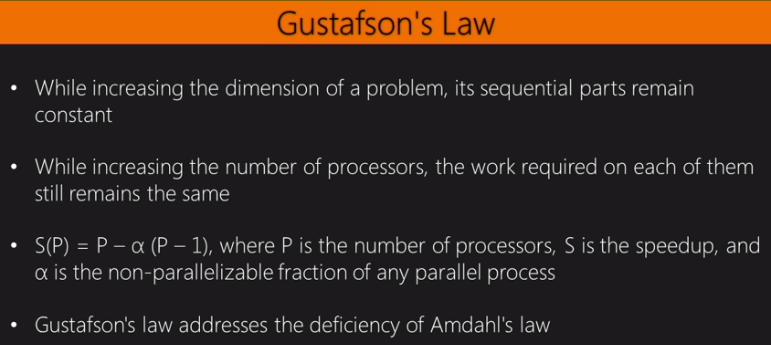 Gustafson's Law
• While increasing the dimension of a problem, its sequential parts remain
constant
• While increasing the number of processors, the work required on each of them
still remains the same
• S(P) = P – α (P – 1), where P is the number of processors, S is the speedup, and
α is the non-parallelizable fraction of any parallel process
• Gustafson's law addresses the deficiency of Amdahl's law